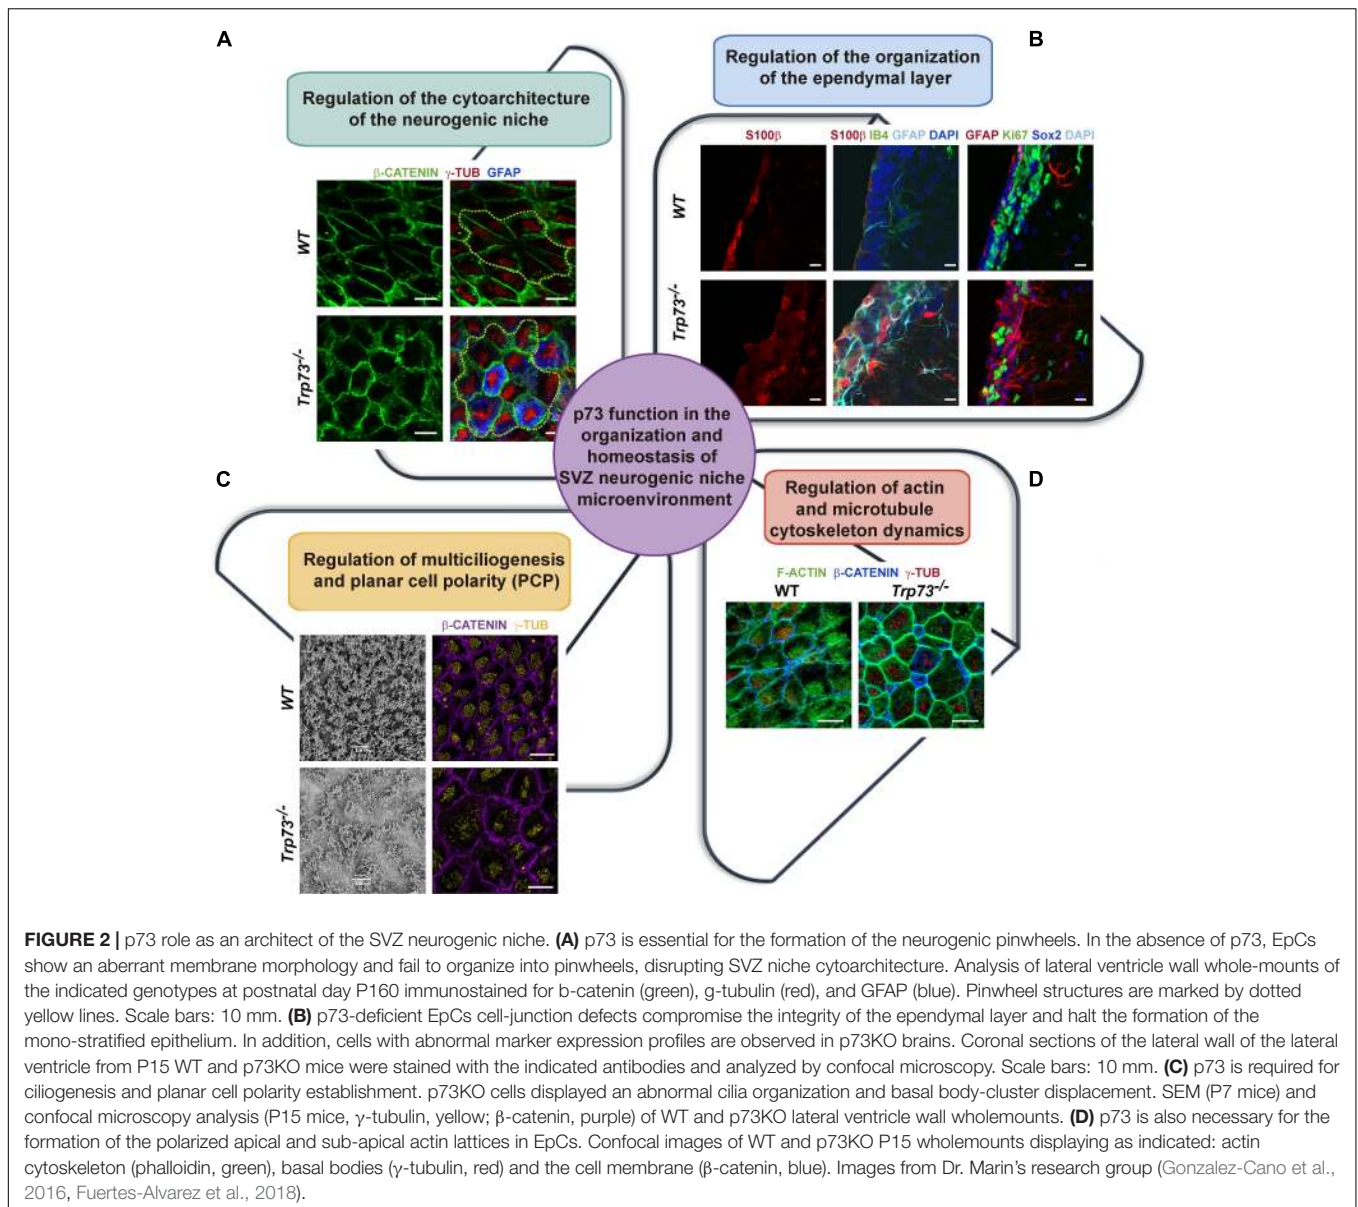 A
Regulation of the cytoarchitecture
of the neurogenic niche
β-CATENIN γ-TUB GFAP
WT
Trp73-/-
B
Regulation of the organization
of the ependymal layer
S100β
S100β IB4 GFAP DAPI
GFAP Ki67 Sox2 DAPI
WT
Trp73-/-
p73 function in the
organization and
homeostasis of
SVZ neurogenic niche
microenvironment
C
Regulation of multiciliogenesis
and planar cell polarity (PCP)
β-CATENIN γ-TUB
WT
Trp73-/-
D
Regulation of actin
and microtubule
cytoskeleton dynamics
F-ACTIN β-CATENIN γ-TUB
WT Trp73-/-
FIGURE 2 | p73 role as an architect of the SVZ neurogenic niche. (A) p73 is essential for the formation of the neurogenic pinwheels. In the absence of p73, EpCs
show an aberrant membrane morphology and fail to organize into pinwheels, disrupting SVZ niche cytoarchitecture. Analysis of lateral ventricle wall whole-mounts of
the indicated genotypes at postnatal day P160 immunostained for b-catenin (green), g-tubulin (red), and GFAP (blue). Pinwheel structures are marked by dotted
yellow lines. Scale bars: 10 mm. (B) p73-deficient EpCs cell-junction defects compromise the integrity of the ependymal layer and halt the formation of the
mono-stratified epithelium. In addition, cells with abnormal marker expression profiles are observed in p73KO brains. Coronal sections of the lateral wall of the lateral
ventricle from P15 WT and p73KO mice were stained with the indicated antibodies and analyzed by confocal microscopy. Scale bars: 10 mm. (C) p73 is required for
ciliogenesis and planar cell polarity establishment. p73KO cells displayed an abnormal cilia organization and basal body-cluster displacement. SEM (P7 mice) and
confocal microscopy analysis (P15 mice, γ-tubulin, yellow; β-catenin, purple) of WT and p73KO lateral ventricle wall wholemounts. (D) p73 is also necessary for the
formation of the polarized apical and sub-apical actin lattices in EpCs. Confocal images of WT and p73KO P15 wholemounts displaying as indicated: actin
cytoskeleton (phalloidin, green), basal bodies (γ-tubulin, red) and the cell membrane (β-catenin, blue). Images from Dr. Marin's research group (Gonzalez-Cano et al.,
2016, Fuertes-Alvarez et al., 2018).